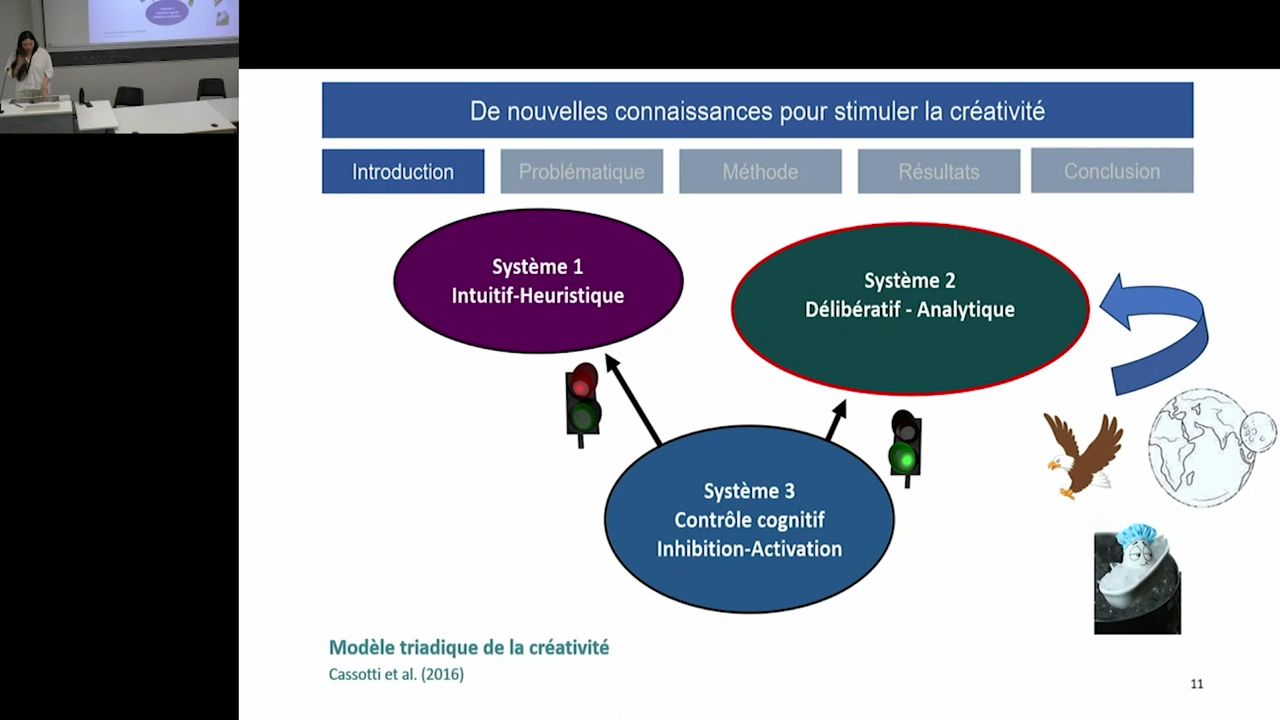 De nouvelles connaissances pour stimuler la créativité
Introduction
Problématique
Méthode
Résultats
Conclusion
Système 1
Intuitif-Heuristique
Système 2
Délibératif - Analytique
Système 3
Contrôle cognitif
Inhibition-Activation
Modèle triadique de la créativité
Cassotti et al. (2016)
11